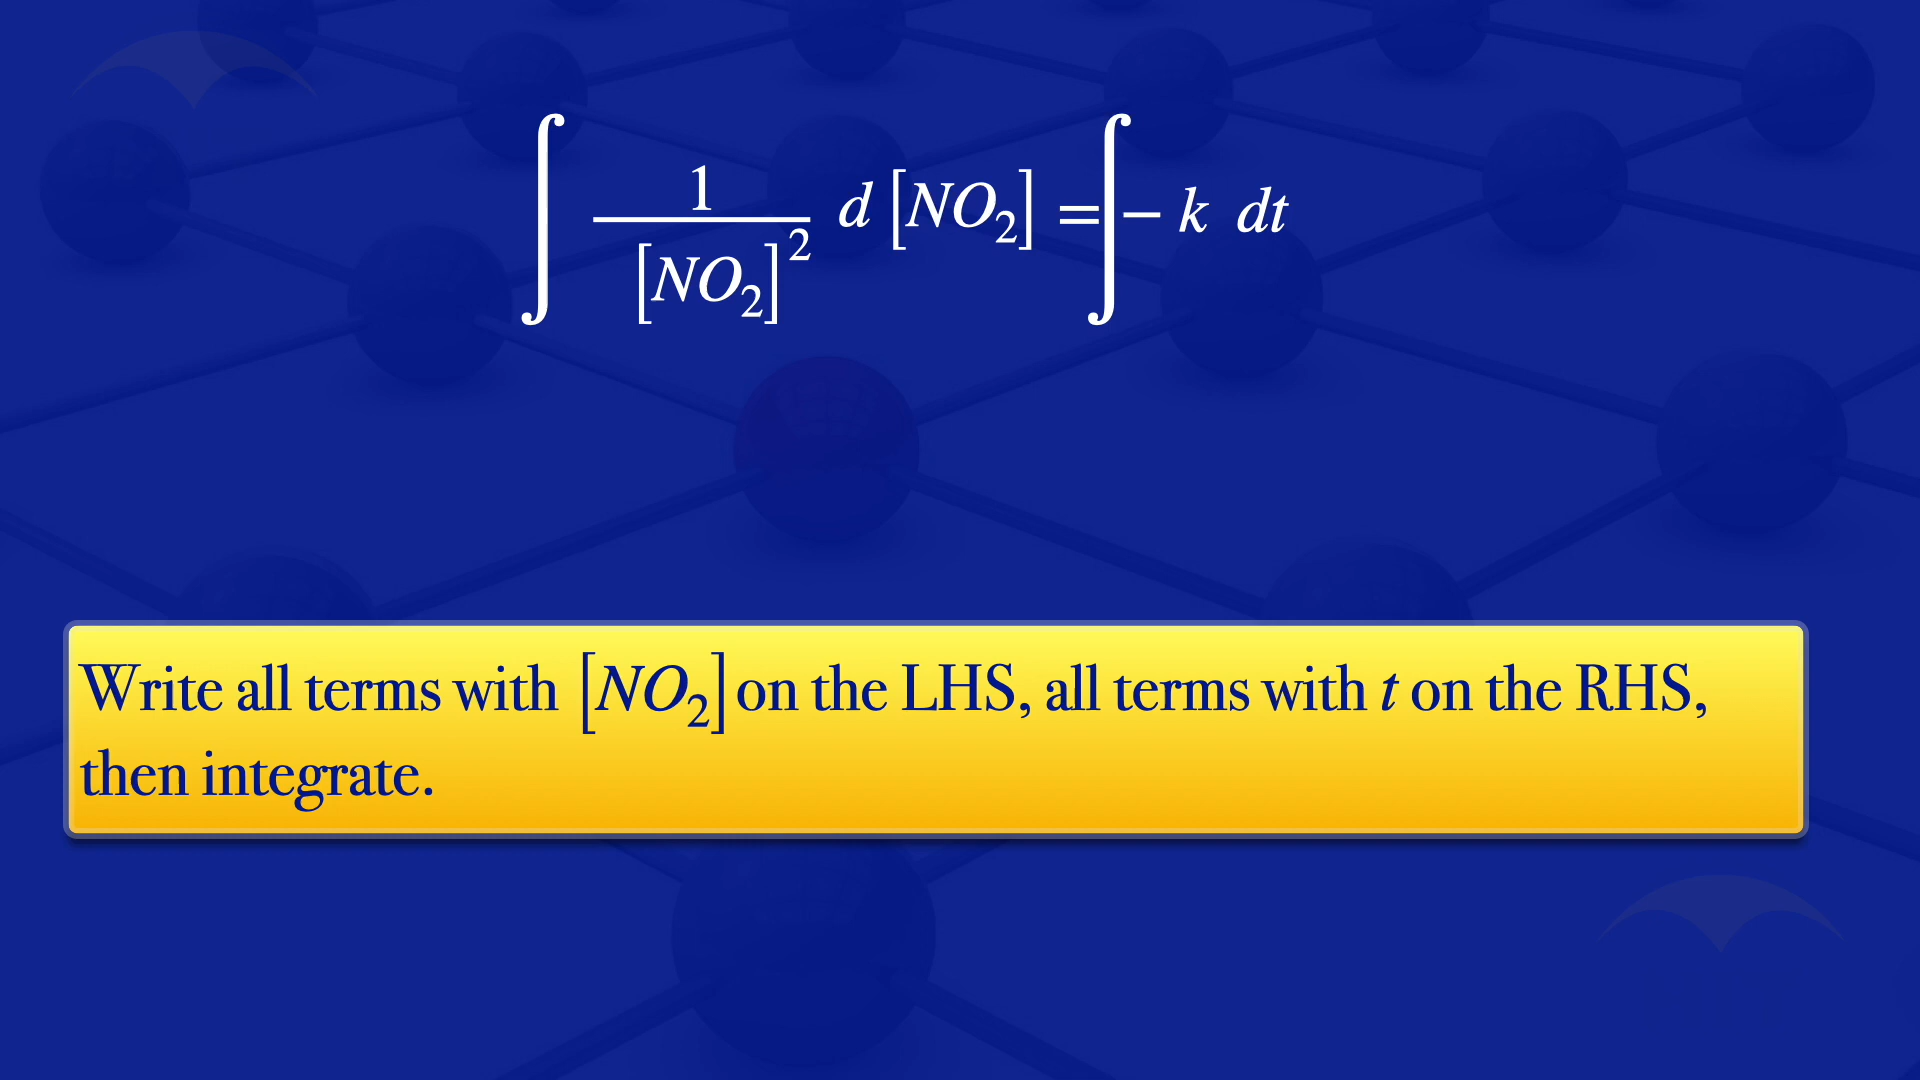 ∫ 1/[NO₂]² d [NO₂] = ∫ − k dt
Write all terms with [NO₂] on the LHS, all terms with t on the RHS,
then integrate.